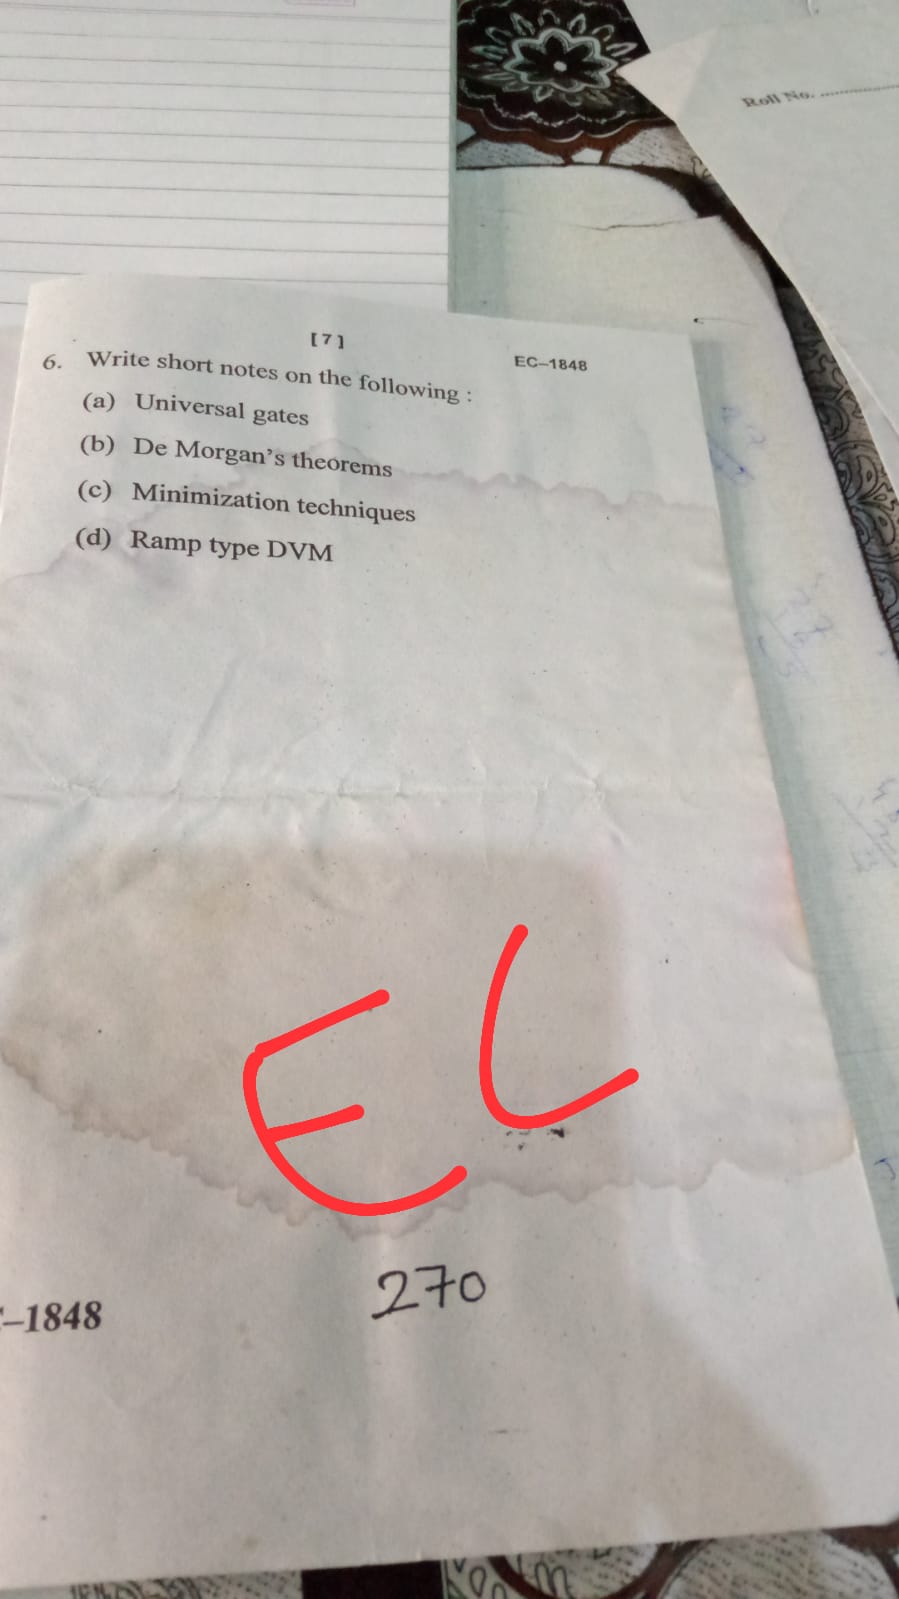 Roll No. ....................
[ 7 ]
EC–1848
6. Write short notes on the following :
(a) Universal gates
(b) De Morgan's theorems
(c) Minimization techniques
(d) Ramp type DVM
EC
270
–1848